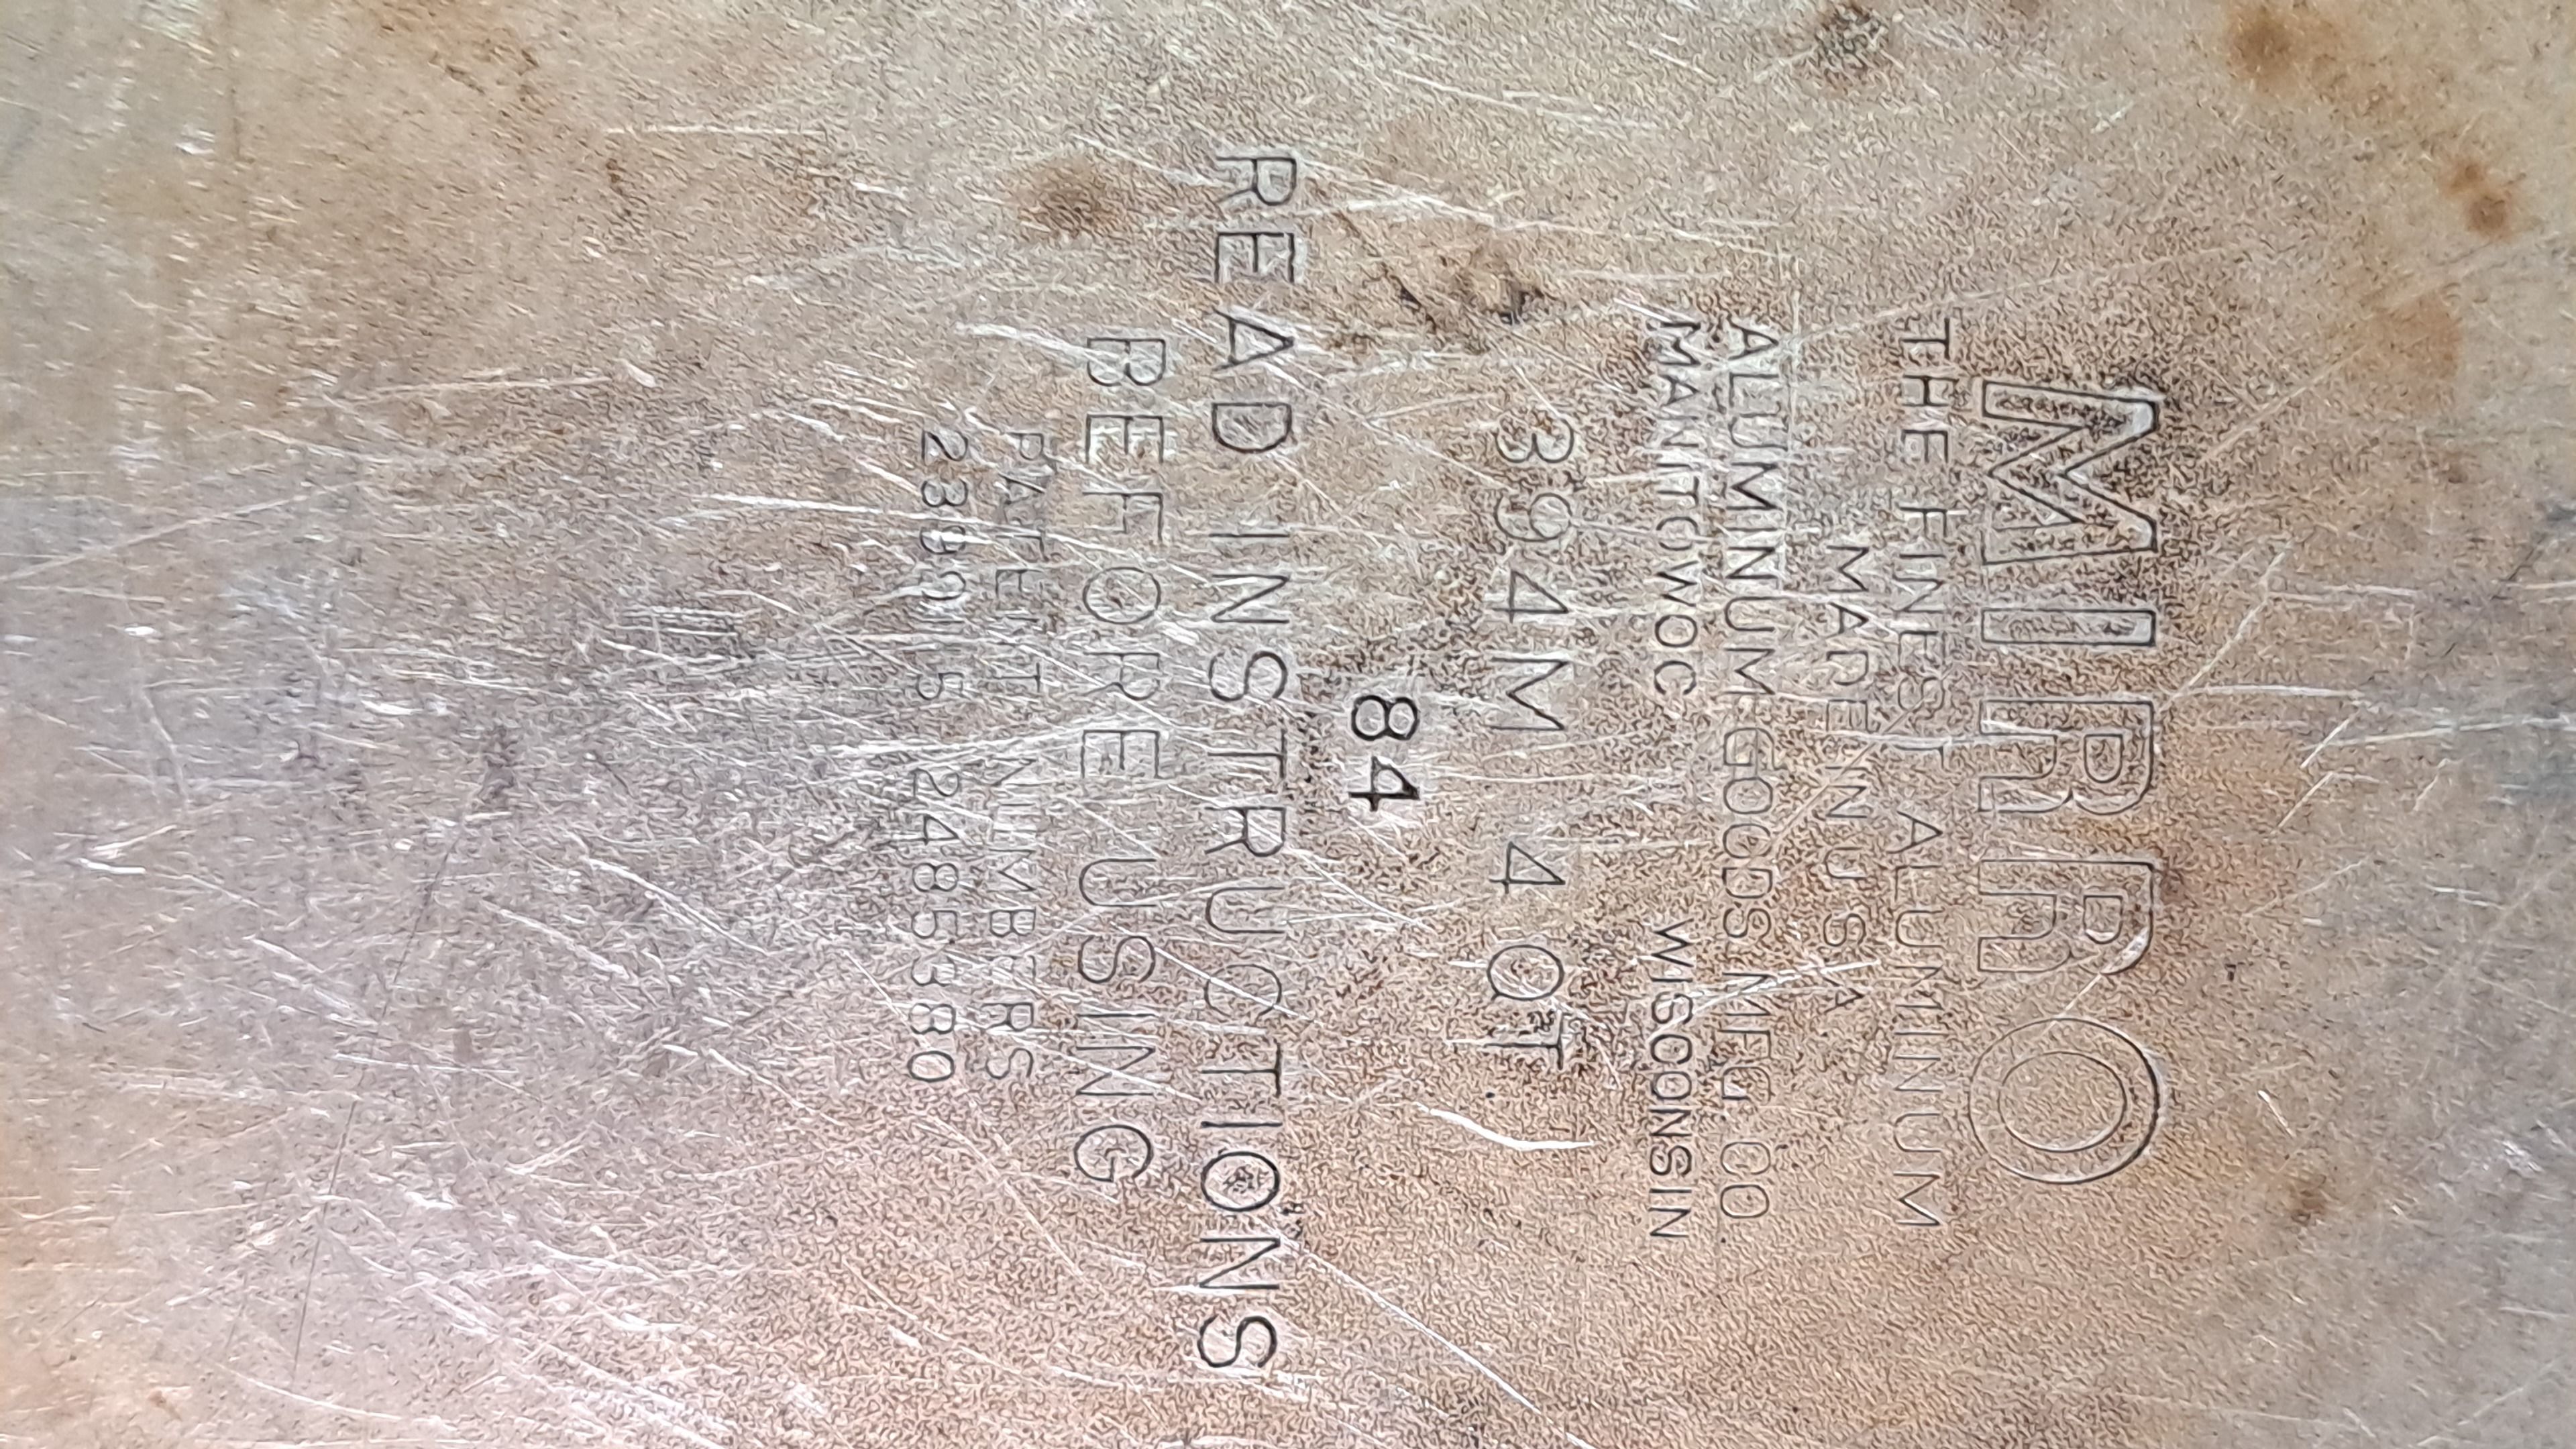 MIRRO
THE FINEST ALUMINUM
MADE IN U S A
ALUMINUM GOODS MFG. CO.
MANITOWOC WISCONSIN
394M 4 QT.
84
READ INSTRUCTIONS
BEFORE USING
PATENT NUMBERS
2485380